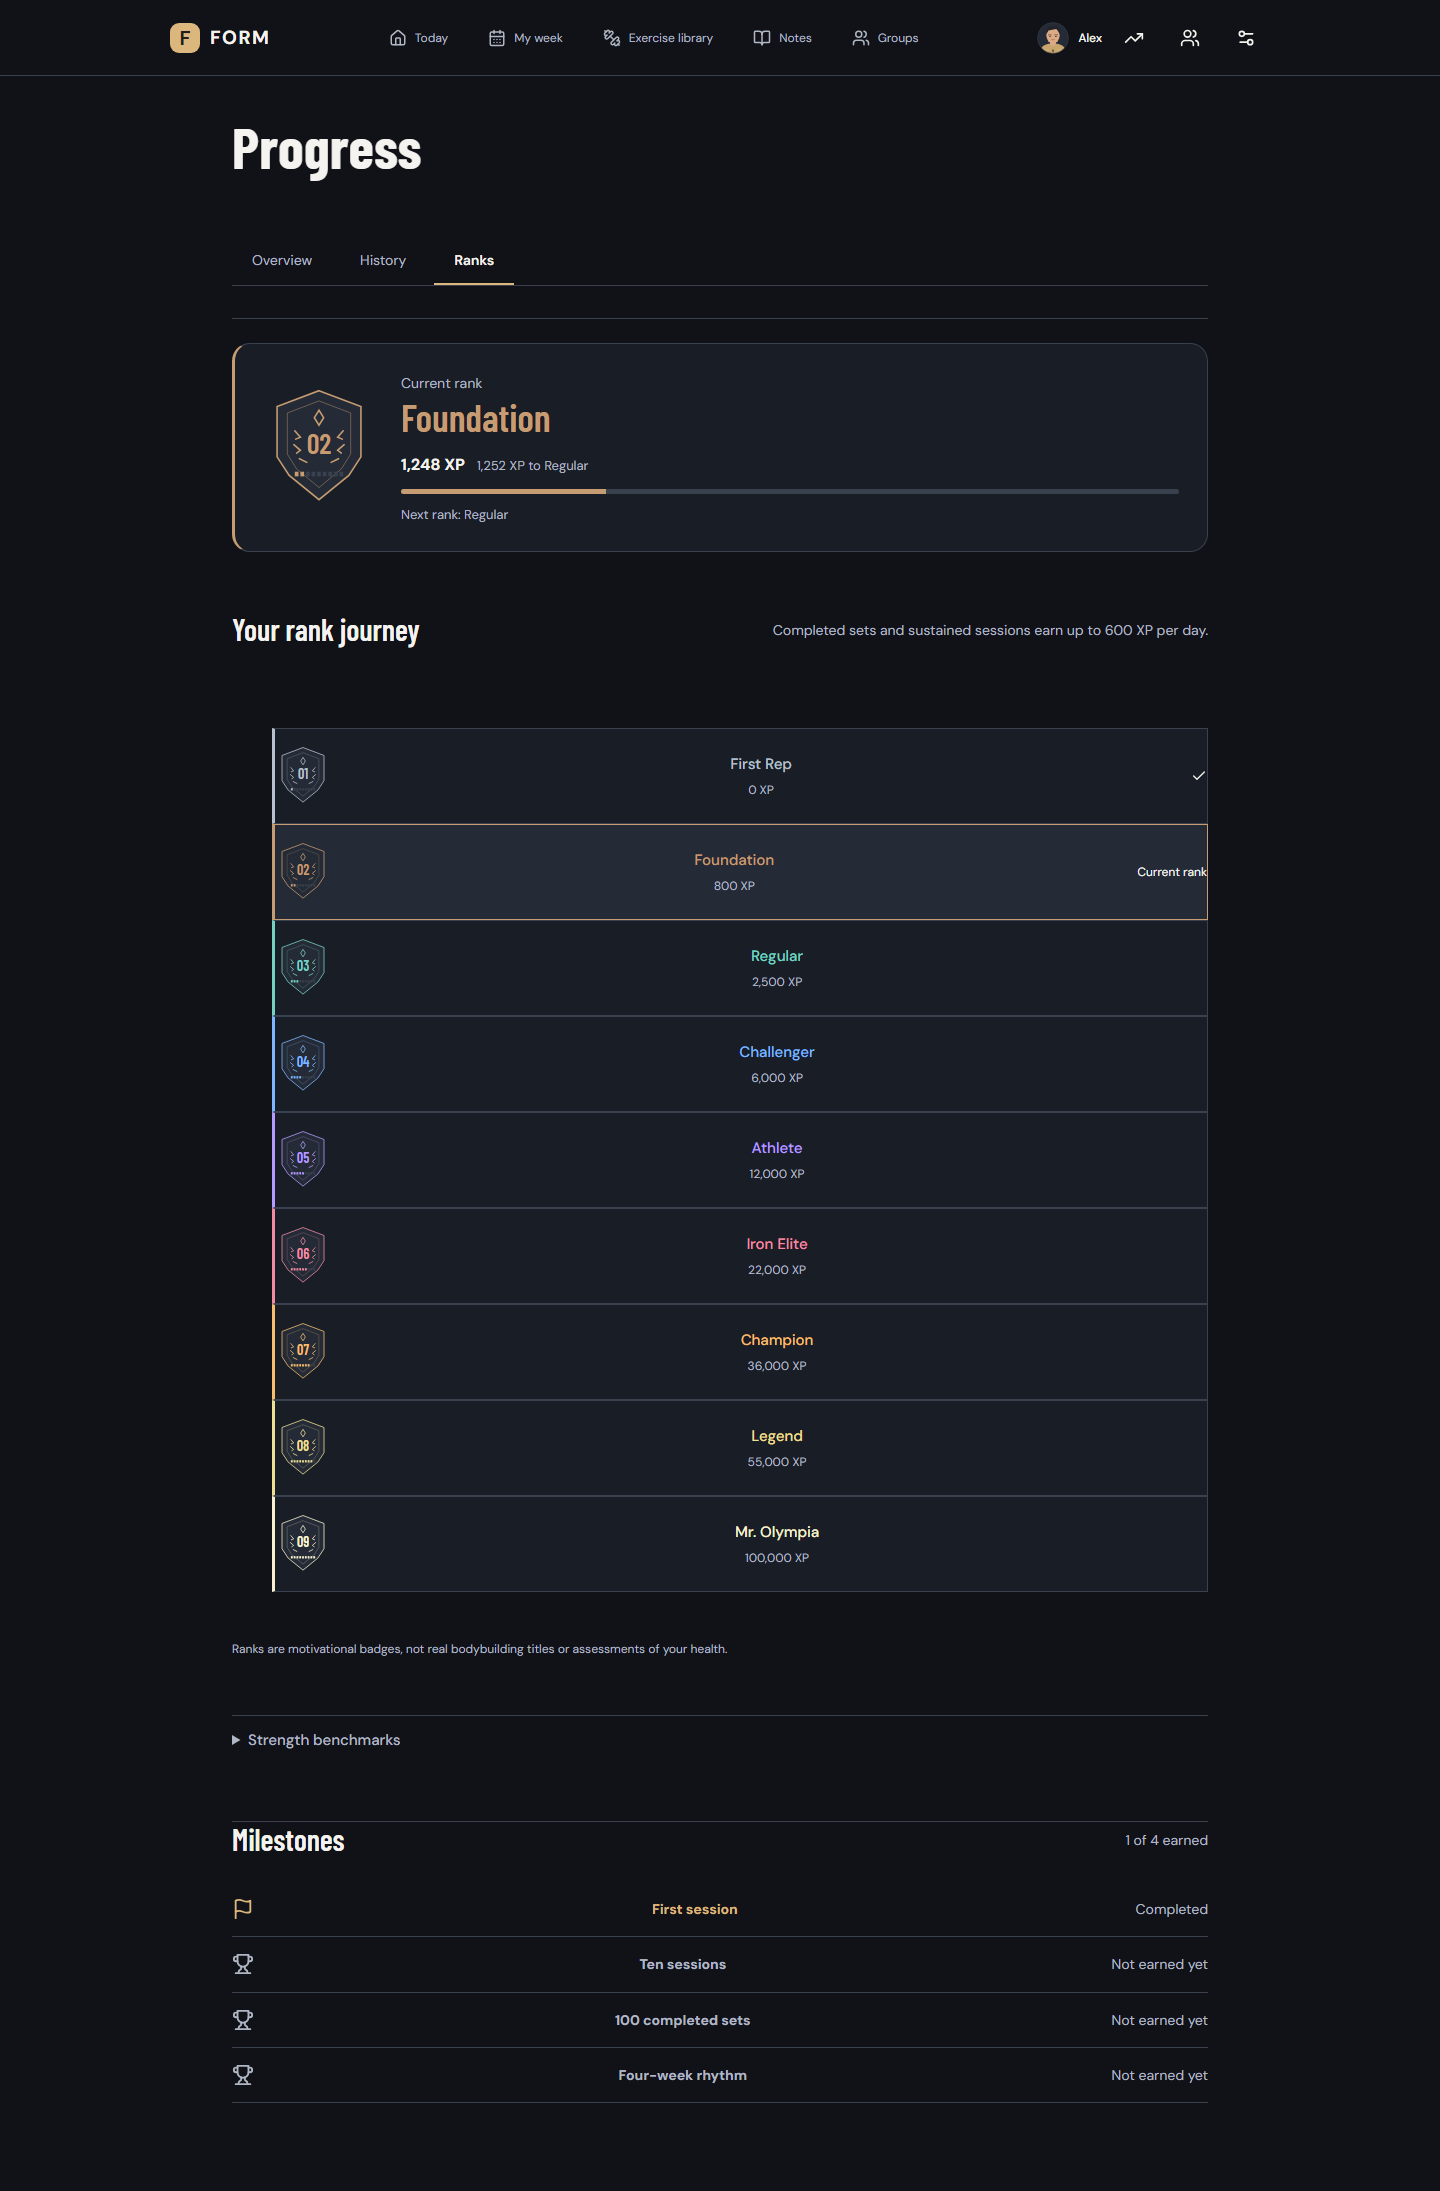 F FORM
Today
My week
Exercise library
Notes
Groups
Alex
Progress
Overview
History
Ranks
02
Current rank
Foundation
1,248 XP 1,252 XP to Regular
Next rank: Regular
Your rank journey
Completed sets and sustained sessions earn up to 600 XP per day.
01
First Rep
0 XP
02
Foundation
800 XP
Current rank
03
Regular
2,500 XP
04
Challenger
6,000 XP
05
Athlete
12,000 XP
06
Iron Elite
22,000 XP
07
Champion
36,000 XP
08
Legend
55,000 XP
09
Mr. Olympia
100,000 XP
Ranks are motivational badges, not real bodybuilding titles or assessments of your health.
Strength benchmarks
Milestones
1 of 4 earned
First session
Completed
Ten sessions
Not earned yet
100 completed sets
Not earned yet
Four-week rhythm
Not earned yet